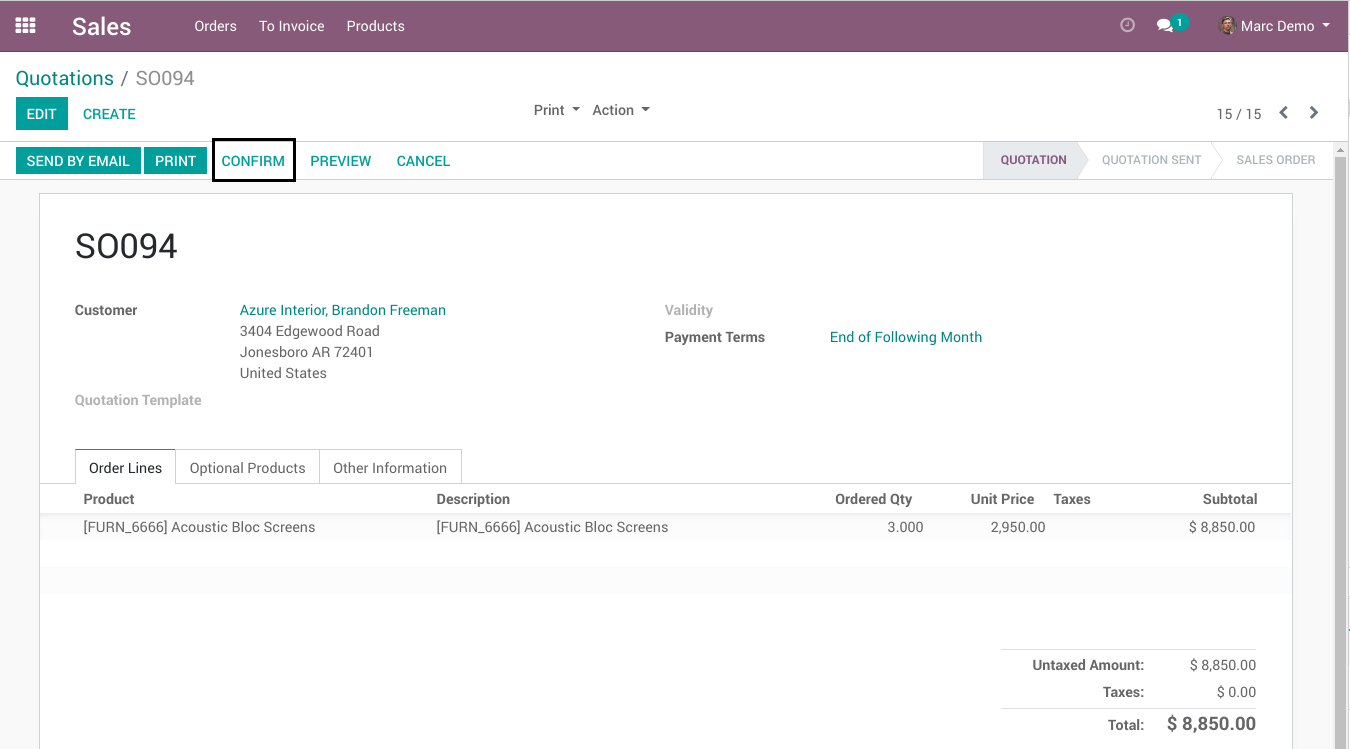 Sales Orders To Invoice Products 1 Marc Demo
Quotations / SO094
EDIT CREATE Print Action 15 / 15
SEND BY EMAIL PRINT CONFIRM PREVIEW CANCEL QUOTATION QUOTATION SENT SALES ORDER
SO094
Customer Azure Interior, Brandon Freeman Validity
3404 Edgewood Road Payment Terms End of Following Month
Jonesboro AR 72401
United States
Quotation Template
Order Lines Optional Products Other Information
Product Description Ordered Qty Unit Price Taxes Subtotal
[FURN_6666] Acoustic Bloc Screens [FURN_6666] Acoustic Bloc Screens 3.000 2,950.00 $ 8,850.00
Untaxed Amount: $ 8,850.00
Taxes: $ 0.00
Total: $ 8,850.00